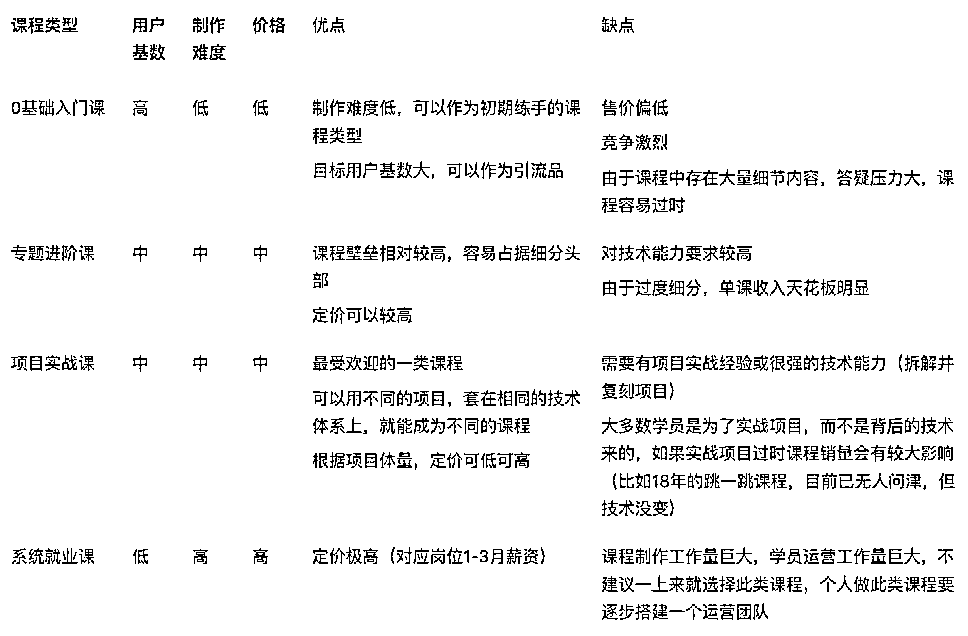 课程类型 用户 制作 价格 优点 缺点
基数 难度
0基础入门课 高 低 低 制作难度低，可以作为初期练手的课 售价偏低
程类型 竞争激烈
目标用户基数大，可以作为引流品 由于课程中存在大量细节内容，答疑压力大，课
程容易过时
专题进阶课 中 中 中 课程壁垒相对较高，容易占据细分头 对技术能力要求较高
部 由于过度细分，单课收入天花板明显
定价可以较高
项目实战课 中 中 中 最受欢迎的一类课程 需要有项目实战经验或很强的技术能力（拆解并
复刻项目）
可以用不同的项目，套在相同的技术 大多数学员是为了实战项目，而不是背后的技术
体系上，就能成为不同的课程 来的，如果实战项目过时课程销量会有较大影响
根据项目体量，定价可低可高 （比如18年的跳一跳课程，目前已无人问津，但
技术没变）
系统就业课 低 高 高 定价极高（对应岗位1-3月薪资） 课程制作工作量巨大，学员运营工作量巨大，不
建议一上来就选择此类课程，个人做此类课程要
逐步搭建一个运营团队